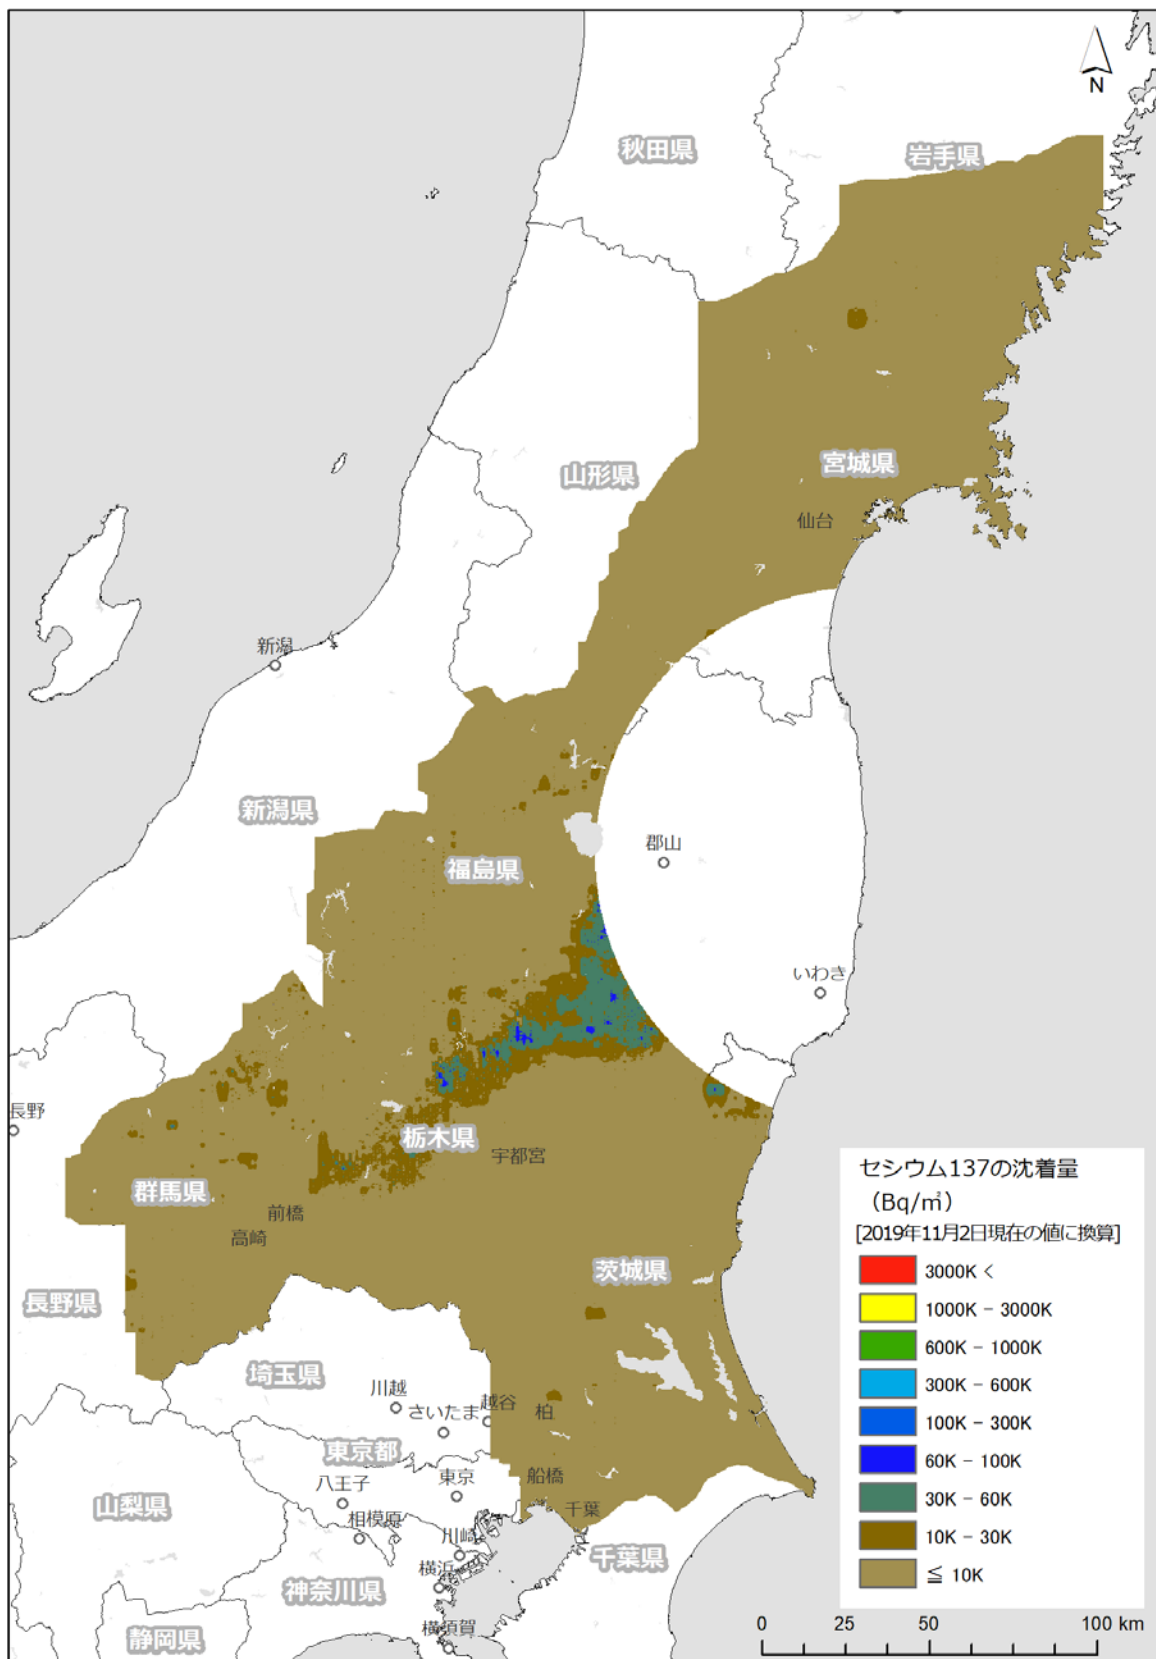 N
秋田県
岩手県
山形県
宮城県
仙台
新潟
新潟県
郡山
福島県
いわき
長野
栃木県
宇都宮
群馬県
前橋
高崎
茨城県
長野県
埼玉県
川越
さいたま
越谷
柏
東京都
八王子
東京
船橋
山梨県
相模原
千葉
川崎
千葉県
横浜
神奈川県
横須賀
静岡県
セシウム137の沈着量
（Bq/㎡）
[2019年11月2日現在の値に換算]
3000K <
1000K - 3000K
600K - 1000K
300K - 600K
100K - 300K
60K - 100K
30K - 60K
10K - 30K
≦ 10K
0 25 50 100 km